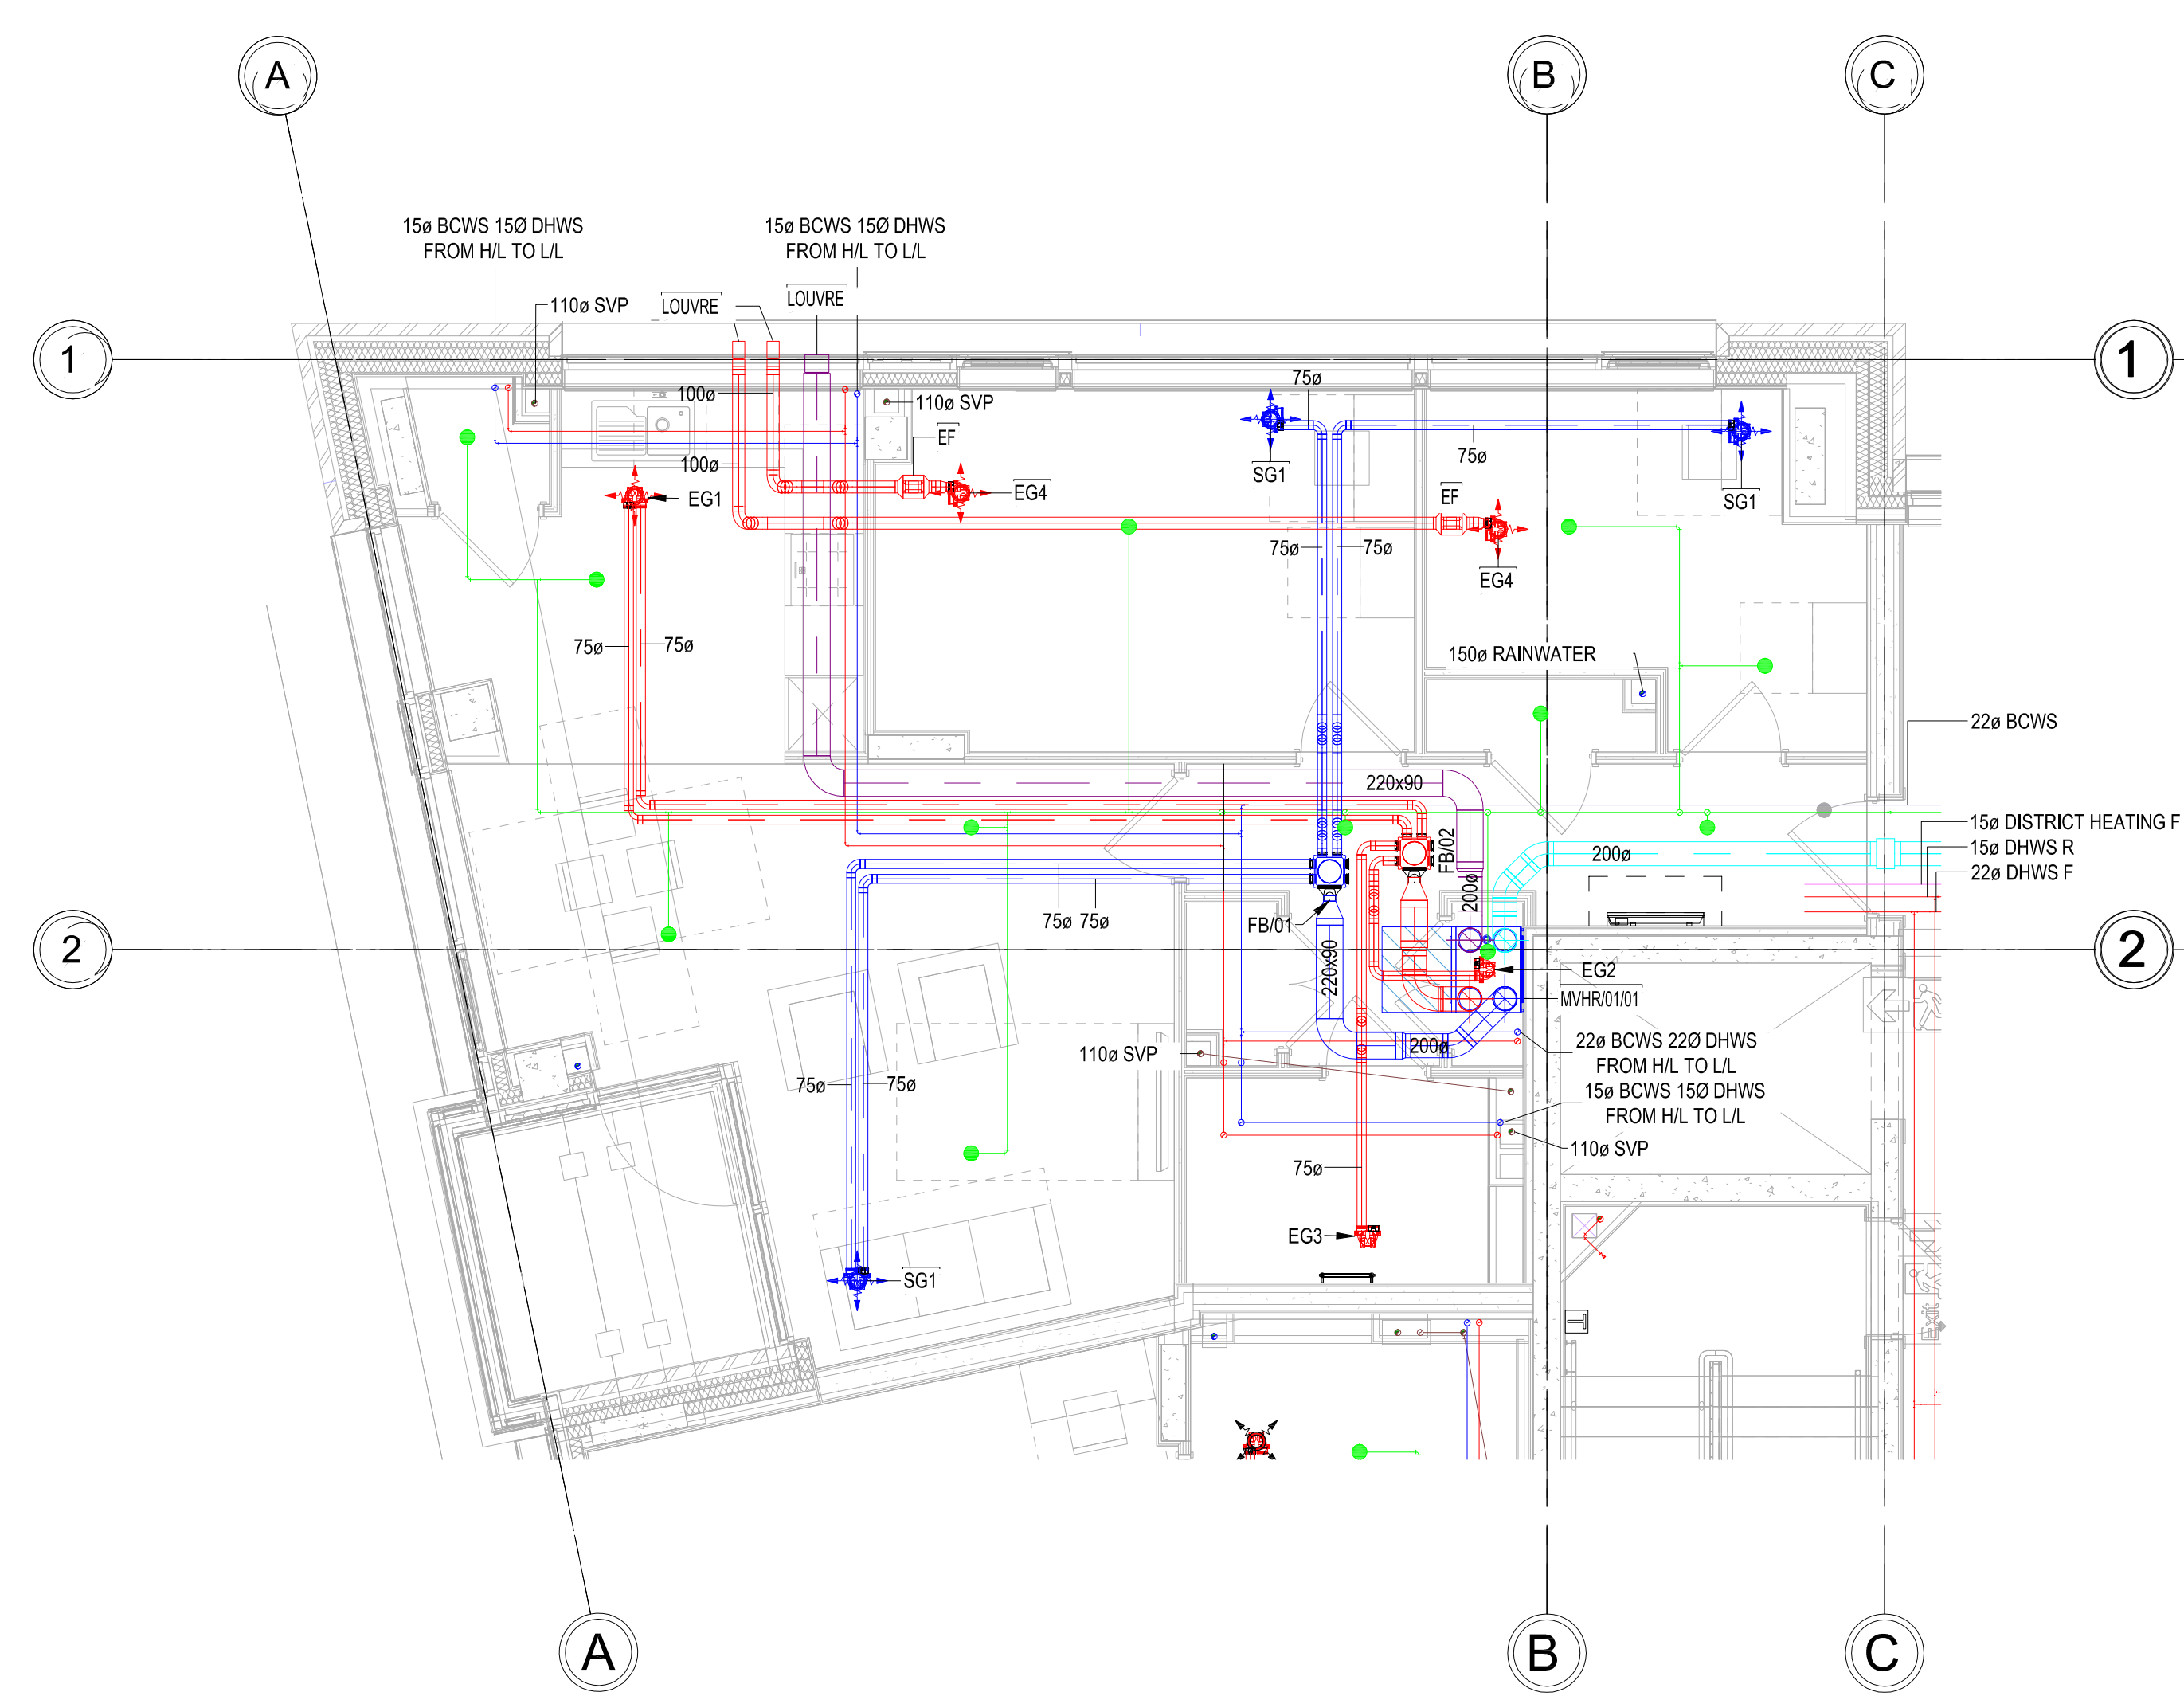 A
B
C
15ø BCWS 15Ø DHWS
FROM H/L TO L/L
15ø BCWS 15Ø DHWS
FROM H/L TO L/L
110ø SVP
LOUVRE
LOUVRE
1
1
100ø
110ø SVP
75ø
EF
75ø
100ø
SG1
EG1
EG4
EF
SG1
75ø
75ø
EG4
75ø
75ø
150ø RAINWATER
22ø BCWS
220x90
15ø DISTRICT HEATING F
FB/02
15ø DHWS R
200ø
22ø DHWS F
200ø
75ø 75ø
FB/01
2
2
220x90
EG2
MVHR/01/01
22ø BCWS 22Ø DHWS
FROM H/L TO L/L
200ø
110ø SVP
75ø
75ø
15ø BCWS 15Ø DHWS
FROM H/L TO L/L
110ø SVP
75ø
EG3
SG1
T
Exit
A
B
C